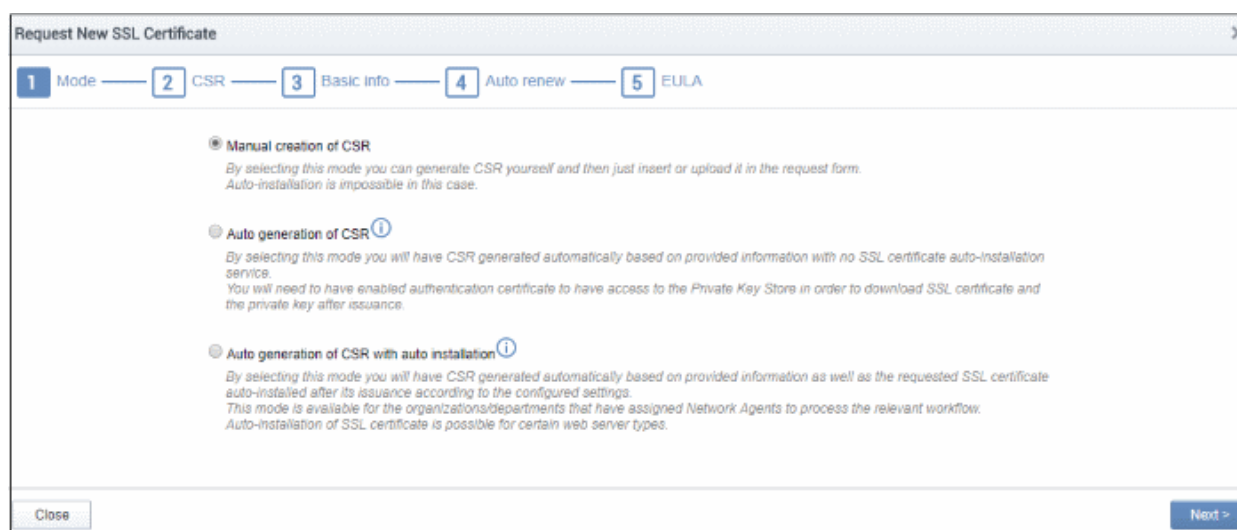 Request New SSL Certificate
1 Mode 2 CSR 3 Basic info 4 Auto renew 5 EULA
Manual creation of CSR
By selecting this mode you can generate CSR yourself and then just insert or upload it in the request form.
Auto-installation is impossible in this case.
Auto generation of CSR
By selecting this mode you will have CSR generated automatically based on provided information with no SSL certificate auto-installation
service.
You will need to have enabled authentication certificate to have access to the Private Key Store in order to download SSL certificate and
the private key after issuance.
Auto generation of CSR with auto installation
By selecting this mode you will have CSR generated automatically based on provided information as well as the requested SSL certificate
auto-installed after its issuance according to the configured settings.
This mode is available for the organizations/departments that have assigned Network Agents to process the relevant workflow.
Auto-installation of SSL certificate is possible for certain web server types.
Close Next >